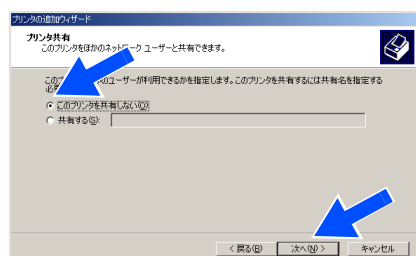 プリンタの追加ウィザード
プリンタ共有
このプリンタをほかのネットワーク ユーザーと共有できます。
このプ のユーザーが利用できるかを指定します。このプリンタを共有するには共有名を指定する
必
このプリンタを共有しない(O)
共有する(S):
< 戻る(B)
次へ(N) >
キャンセル